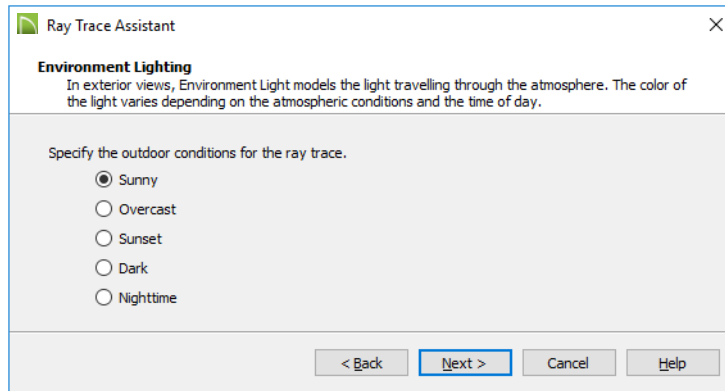 Ray Trace Assistant
Environment Lighting
In exterior views, Environment Light models the light travelling through the atmosphere. The color of
the light varies depending on the atmospheric conditions and the time of day.
Specify the outdoor conditions for the ray trace.
Sunny
Overcast
Sunset
Dark
Nighttime
< Back Next > Cancel Help